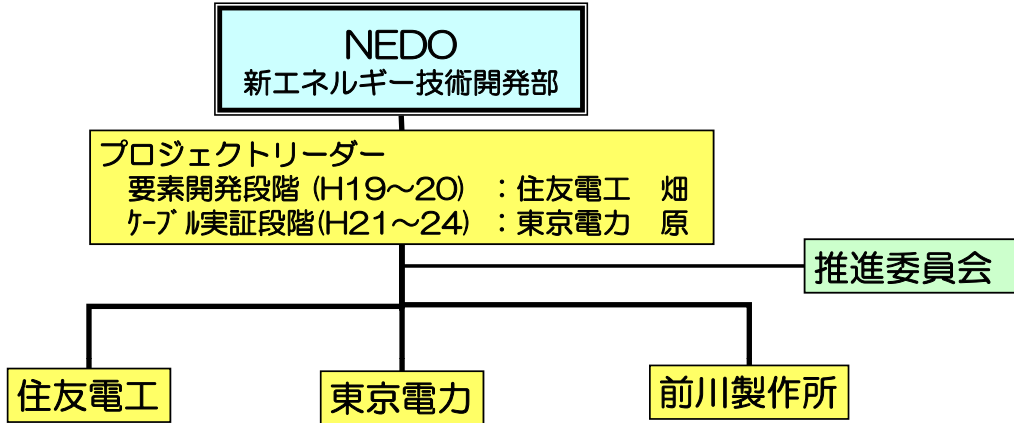 NEDO
新エネルギー技術開発部
プロジェクトリーダー
要素開発段階 (H19～20) ：住友電工 畑
ｹｰﾌﾞﾙ実証段階(H21～24) ：東京電力 原
推進委員会
住友電工
東京電力
前川製作所